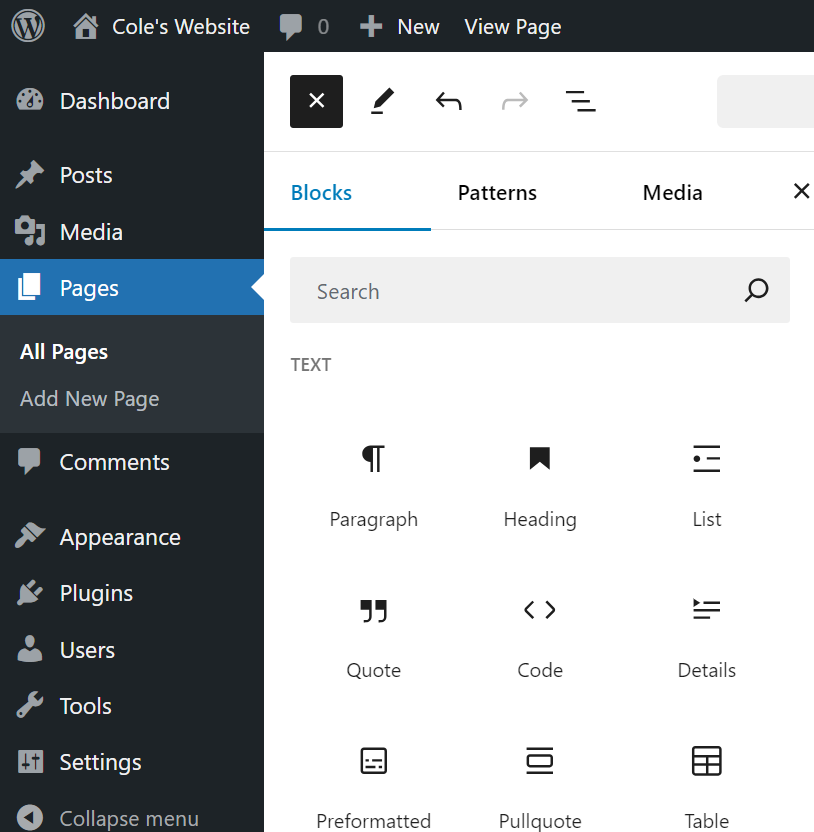 Cole's Website 0 New View Page
Dashboard
Posts
Media
Pages
All Pages
Add New Page
Comments
Appearance
Plugins
Users
Tools
Settings
Collapse menu
Blocks Patterns Media
Search
TEXT
Paragraph Heading List
Quote Code Details
Preformatted Pullquote Table